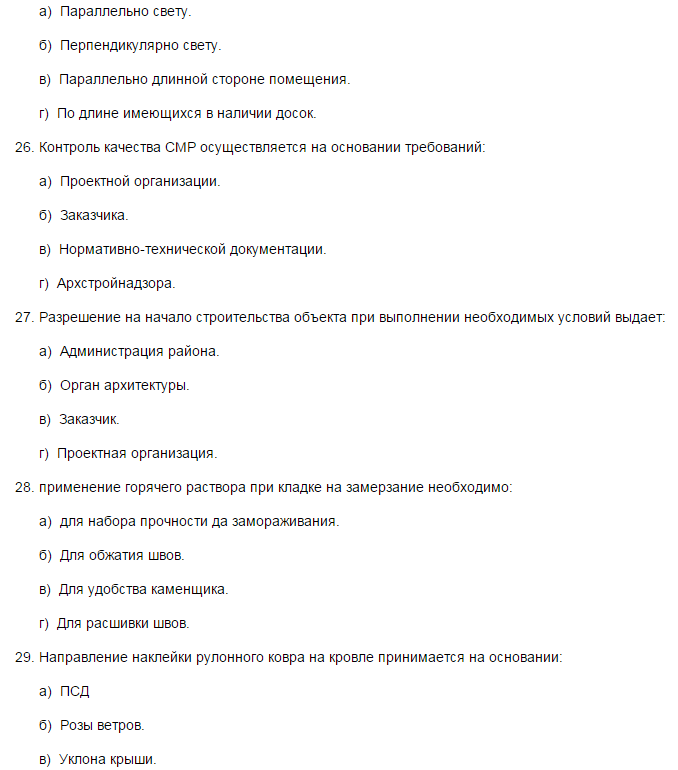 а) Параллельно свету.
б) Перпендикулярно свету.
в) Параллельно длинной стороне помещения.
г) По длине имеющихся в наличии досок.
26. Контроль качества СМР осуществляется на основании требований:
а) Проектной организации.
б) Заказчика.
в) Нормативно-технической документации.
г) Архстройнадзора.
27. Разрешение на начало строительства объекта при выполнении необходимых условий выдает:
а) Администрация района.
б) Орган архитектуры.
в) Заказчик.
г) Проектная организация.
28. применение горячего раствора при кладке на замерзание необходимо:
а) для набора прочности да замораживания.
б) Для обжатия швов.
в) Для удобства каменщика.
г) Для расшивки швов.
29. Направление наклейки рулонного ковра на кровле принимается на основании:
а) ПСД
б) Розы ветров.
в) Уклона крыши.